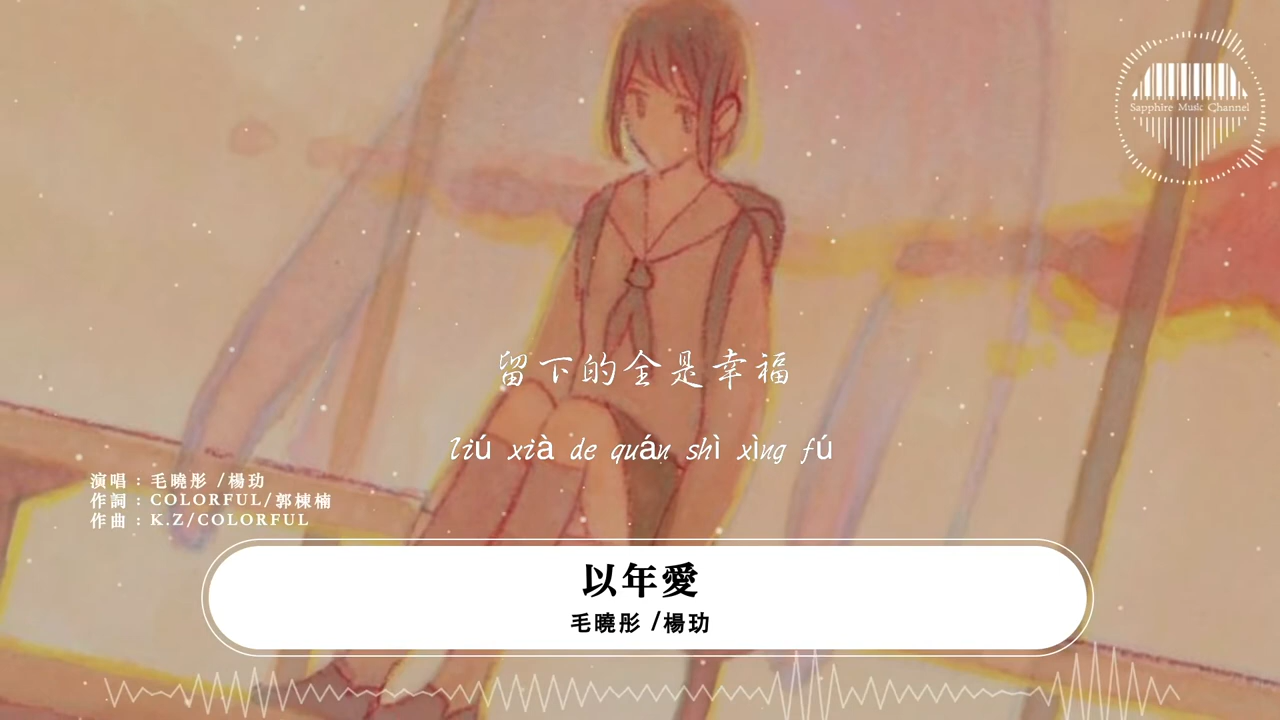 Sapphire Music Channel
留下的全是幸福
liú xià de quán shì xìng fú
演唱：毛曉彤 /楊玏
作詞：COLORFUL/郭棟楠
作曲：K.Z/COLORFUL
以年愛
毛曉彤 /楊玏